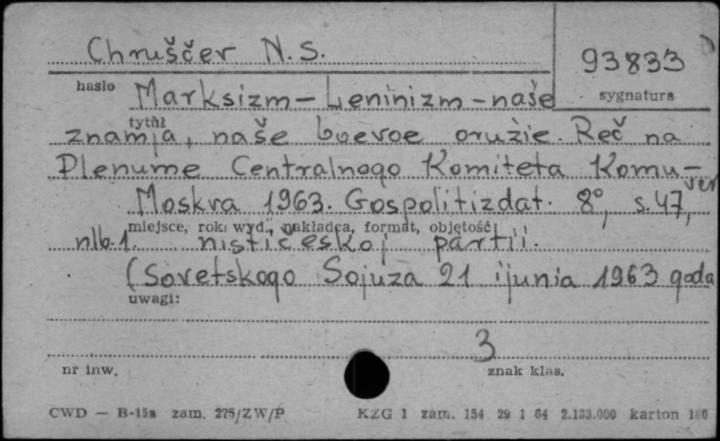 Chruščev N.S.
93833
hasło
Marksizm - Leninizm - naše
sygnatura
tytuł
znamja, naše boevoe oružie. Reč na
Plenume Centralnogo Komiteta Komu-
Moskva 1963. Gospolitizdat. 8°, s. 47,
miejsce, rok wyd., nakładca, format, objętość
nlb. 1. nističeskoj partii.
(Sovetskogo Sojuza 21 ijunia 1963 goda
uwagi:
3
nr inw.
znak klas.
CWD — B-15a zam. 275/ZW/P
KZG 1 zam. 154 29 1 64 2.133.000 karton 180